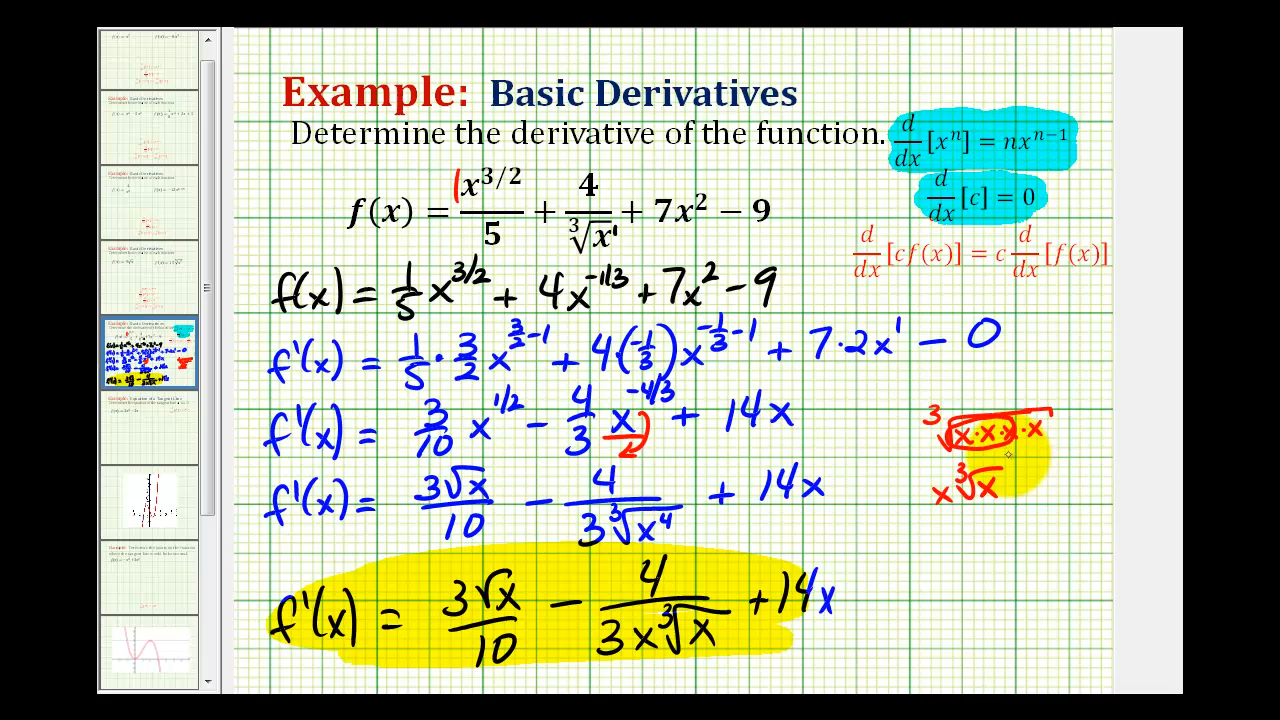 Example: Basic Derivatives
Determine the derivative of the function.
d/dx [x^n] = nx^(n−1)
d/dx [c] = 0
d/dx [cf(x)] = c d/dx [f(x)]
f(x) = x^(3/2)/5 + 4/∛x¹ + 7x² − 9
f(x) = 1/5 x^(3/2) + 4x^(-1/3) + 7x² − 9
f'(x) = 1/5 · 3/2 x^(3/2 − 1) + 4(-1/3)x^(-1/3 − 1) + 7·2x¹ − 0
f'(x) = 3/10 x^(1/2) − 4/3 x^(-4/3) + 14x
∛(x·x·x·x)
x∛x
f'(x) = 3√x/10 − 4/(3∛x⁴) + 14x
f'(x) = 3√x/10 − 4/(3x∛x) + 14x